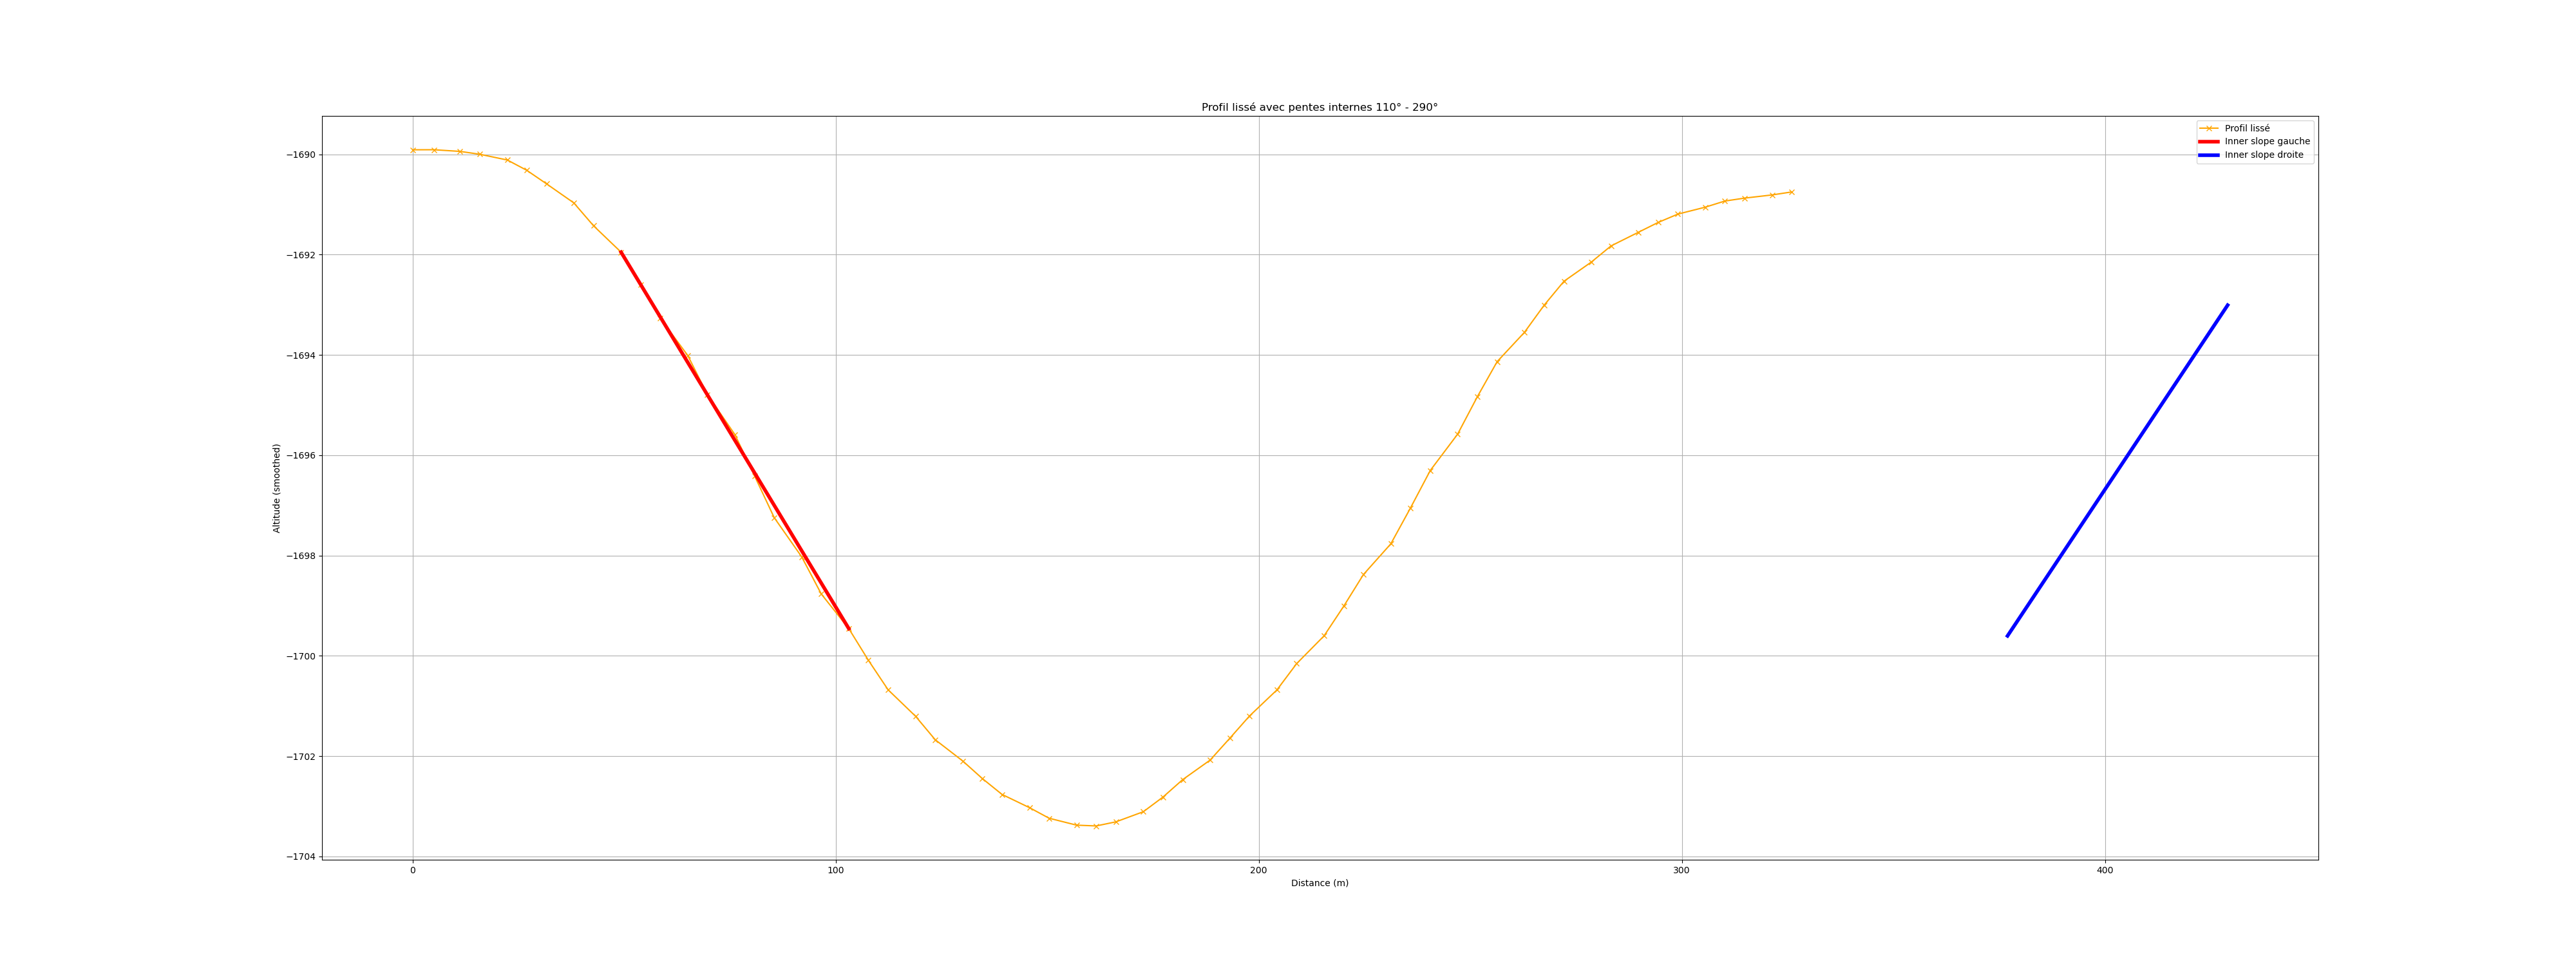 Profil lissé avec pentes internes 110° - 290°
Profil lissé
Inner slope gauche
Inner slope droite
−1690
−1692
−1694
−1696
−1698
−1700
−1702
−1704
Altitude (smoothed)
0
100
200
300
400
Distance (m)